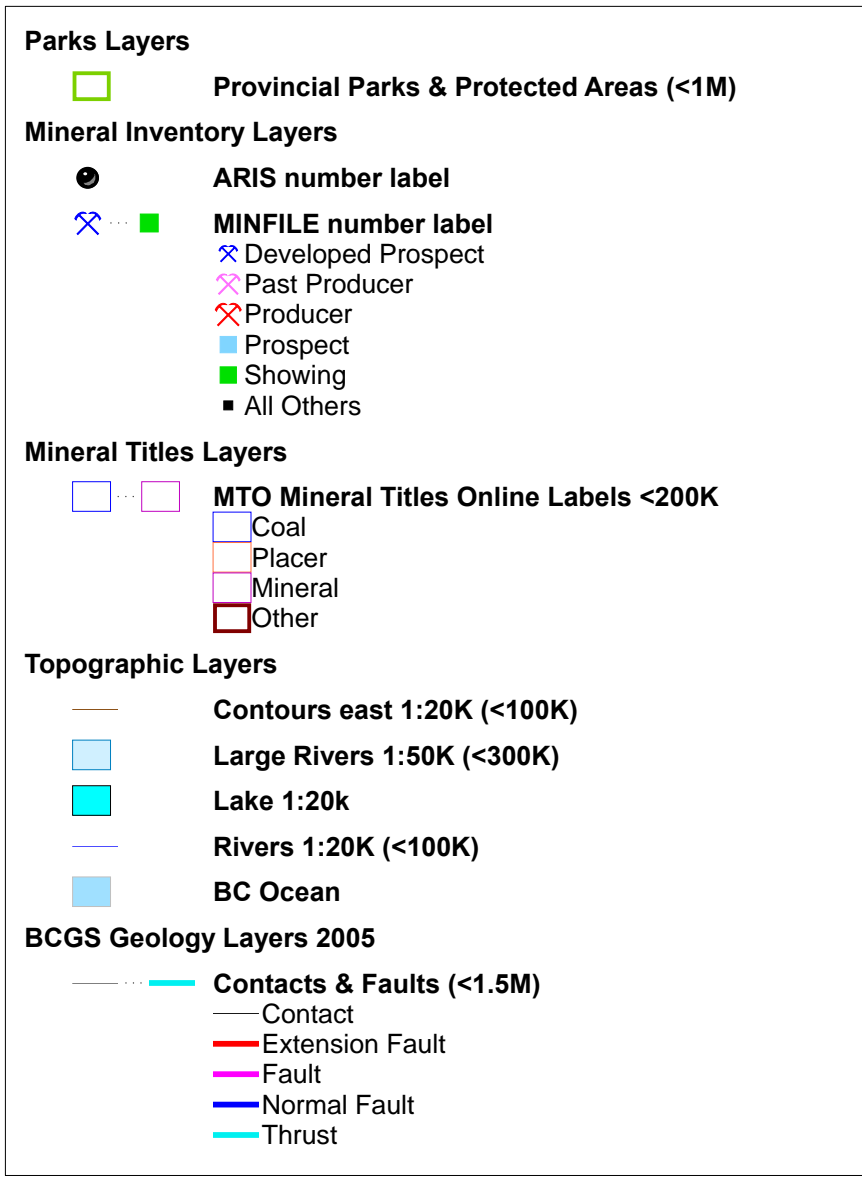 Parks Layers
Provincial Parks & Protected Areas (<1M)
Mineral Inventory Layers
ARIS number label
MINFILE number label
Developed Prospect
Past Producer
Producer
Prospect
Showing
All Others
Mineral Titles Layers
MTO Mineral Titles Online Labels <200K
Coal
Placer
Mineral
Other
Topographic Layers
Contours east 1:20K (<100K)
Large Rivers 1:50K (<300K)
Lake 1:20k
Rivers 1:20K (<100K)
BC Ocean
BCGS Geology Layers 2005
Contacts & Faults (<1.5M)
Contact
Extension Fault
Fault
Normal Fault
Thrust